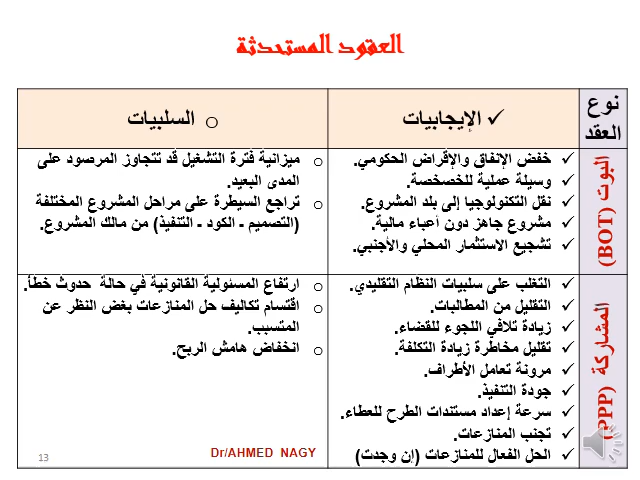 العقود المستحدثة
نوع
العقد
✓ الإيجابيات
o السلبيات
البوت (BOT)
✓ خفض الإنفاق والإقراض الحكومي.
✓ وسيلة عملية للخصخصة.
✓ نقل التكنولوجيا إلى بلد المشروع.
✓ مشروع جاهز دون أعباء مالية.
✓ تشجيع الاستثمار المحلي والأجنبي.
o ميزانية فترة التشغيل قد تتجاوز المرصود على
المدى البعيد.
o تراجع السيطرة على مراحل المشروع المختلفة
(التصميم - الكود - التنفيذ) من مالك المشروع.
المشاركة (PPP)
✓ التغلب على سلبيات النظام التقليدي.
✓ التقليل من المطالبات.
✓ زيادة تلافي اللجوء للقضاء.
✓ تقليل مخاطرة زيادة التكلفة.
✓ مرونة تعامل الأطراف.
✓ جودة التنفيذ.
✓ سرعة إعداد مستندات الطرح للعطاء.
✓ تجنب المنازعات.
✓ الحل الفعال للمنازعات (إن وجدت)
o ارتفاع المسئولية القانونية في حالة حدوث خطأ.
o اقتسام تكاليف حل المنازعات بغض النظر عن
المتسبب.
o انخفاض هامش الربح.
Dr/AHMED NAGY
13